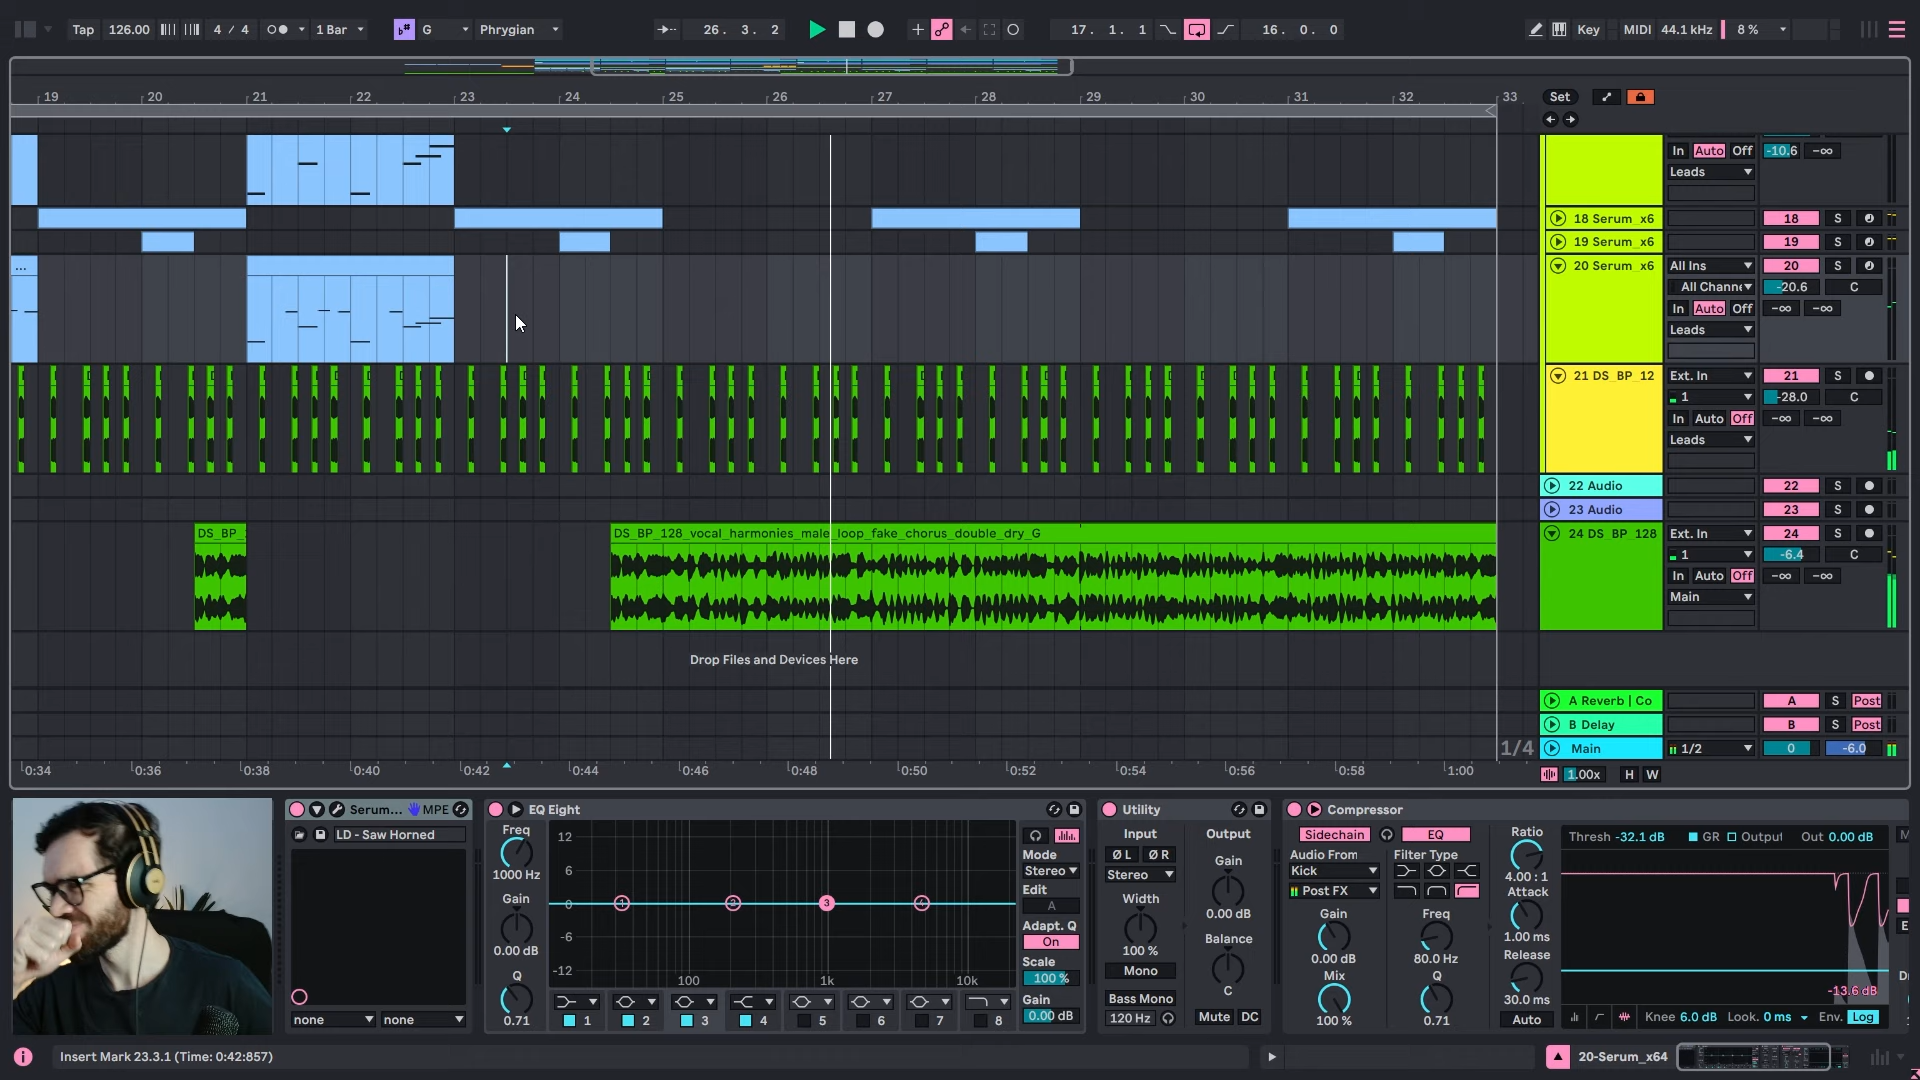 Tap 126.00 4 / 4 1 Bar G Phrygian 26. 3. 2 17. 1. 1 16. 0. 0 Key MIDI 44.1 kHz 8 %
19 20 21 22 23 24 25 26 27 28 29 30 31 32 33 Set
In Auto Off -10.6 -∞
Leads
18 Serum_x6 18 S
19 Serum_x6 19 S
... 20 Serum_x6 All Ins 20 S
All Channe -20.6 C
In Auto Off -∞ -∞
Leads
21 DS_BP_12 Ext. In 21 S
1 -28.0 C
In Auto Off -∞ -∞
Leads
22 Audio 22 S
23 Audio 23 S
DS_BP_ DS_BP_128_vocal_harmonies_male_loop_fake_chorus_double_dry_G 24 DS_BP_128 Ext. In 24 S
1 -6.4 C
In Auto Off -∞ -∞
Main
Drop Files and Devices Here
A Reverb | Co A S Post
B Delay B S Post
1/4 Main 1/2 0 -6.0
0:34 0:36 0:38 0:40 0:42 0:44 0:46 0:48 0:50 0:52 0:54 0:56 0:58 1:00 1.00x H W
Serum... MPE
LD - Saw Horned
none none
EQ Eight
Freq
1000 Hz
Gain
0.00 dB
Q
0.71
12
6
0
-6
-12
100 1k 10k
1 2 3 4
1 2 3 4 5 6 7 8
Mode
Stereo
Edit
A
Adapt. Q
On
Scale
100 %
Gain
0.00 dB
Utility
Input Output
Ø L Ø R Gain
Stereo
Width 0.00 dB
100 % Balance
Mono
Bass Mono C
120 Hz Mute DC
Compressor
Sidechain EQ
Audio From Filter Type
Kick
Post FX
Gain Freq
0.00 dB 80.0 Hz
Mix Q
100 % 0.71
Ratio
4.00 : 1
Attack
1.00 ms
Release
30.0 ms
Auto
Thresh -32.1 dB GR Output Out 0.00 dB
-13.6 dB
Knee 6.0 dB Look. 0 ms Env. Log
Insert Mark 23.3.1 (Time: 0:42:857) 20-Serum_x64